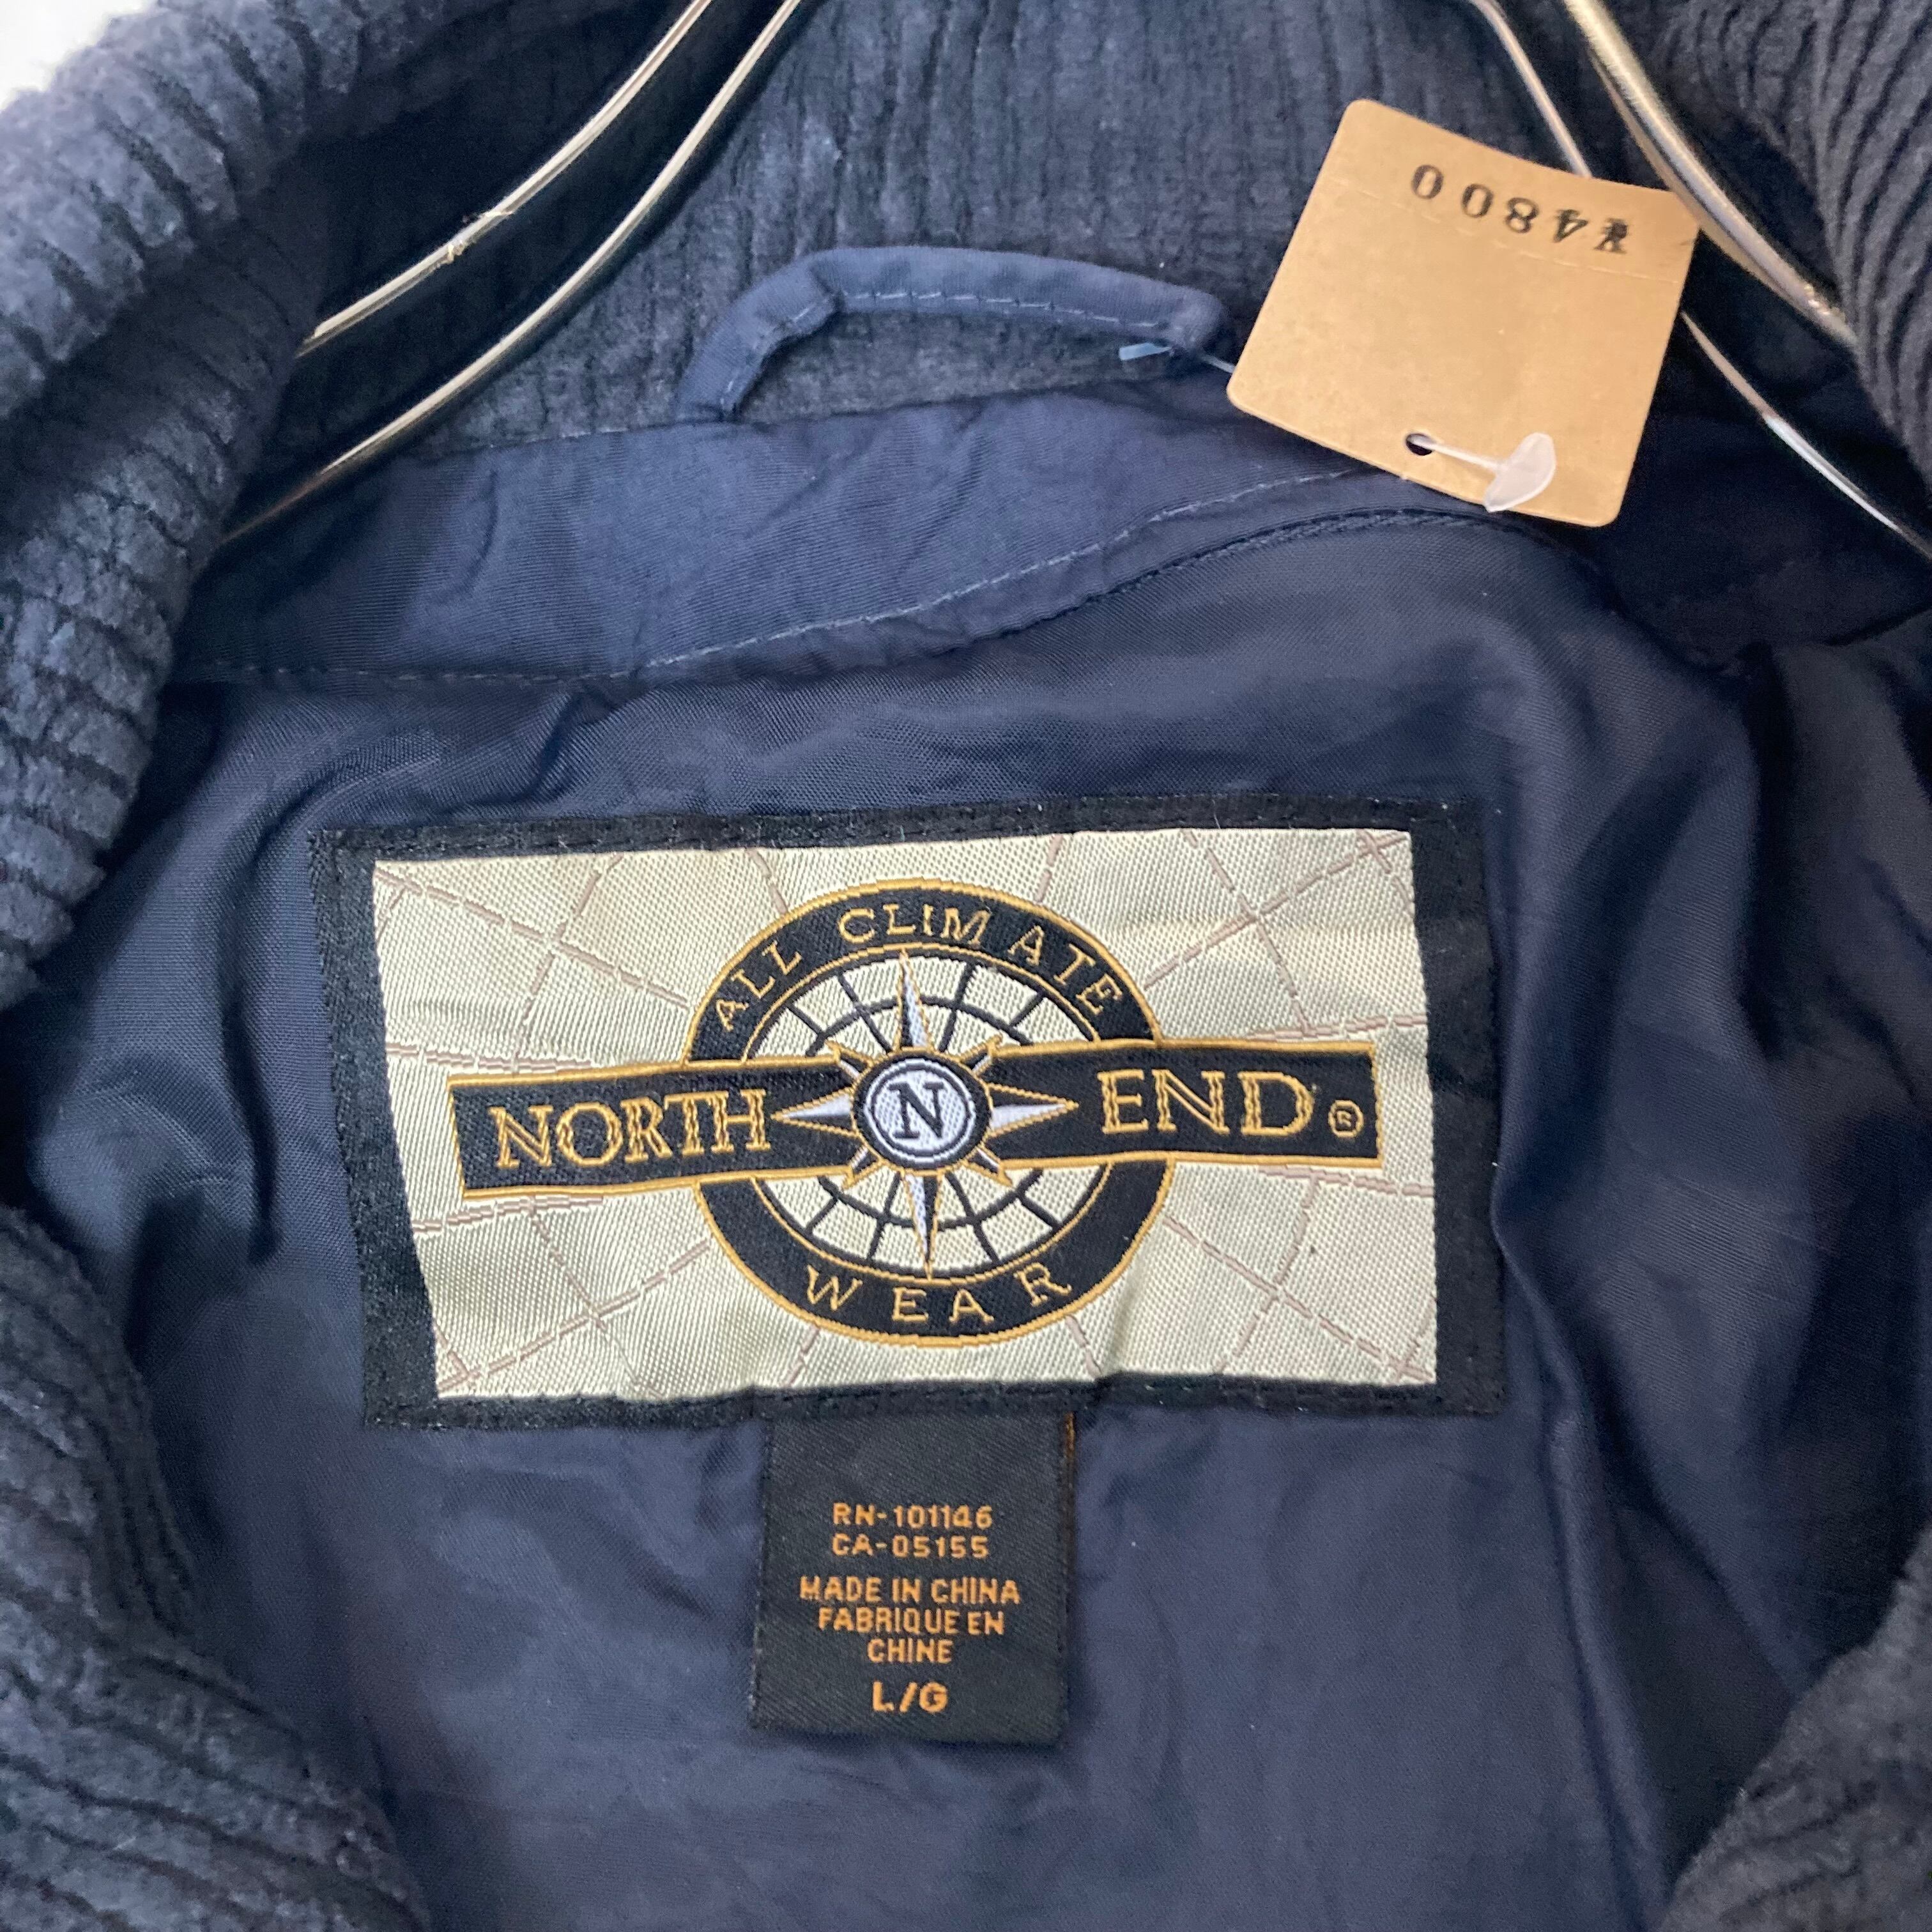 ¥4800
ALL CLIMATE
NORTH N END®
WEAR
RN-101146
CA-05155
MADE IN CHINA
FABRIQUE EN
CHINE
L/G